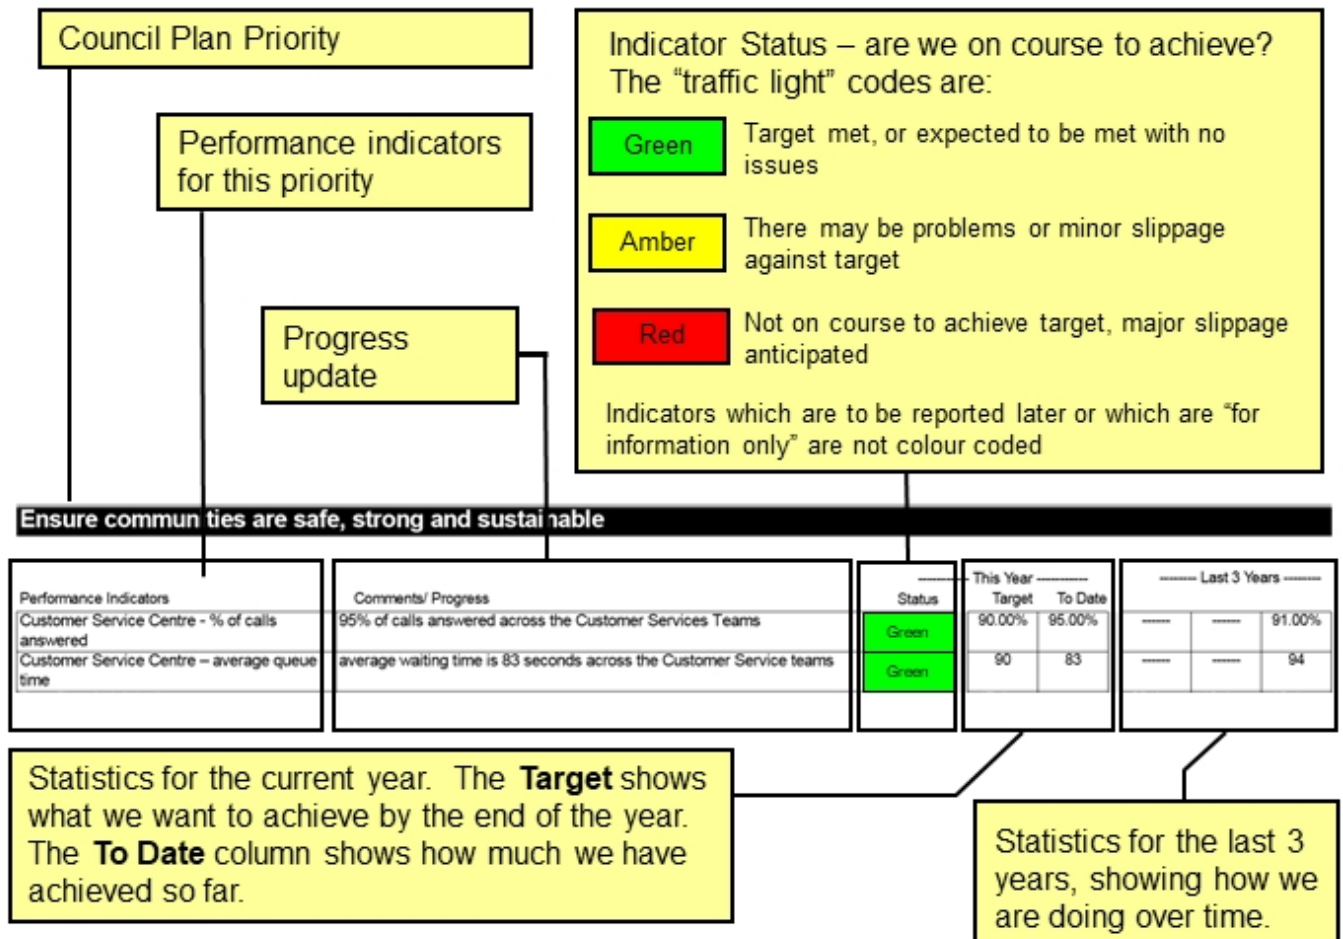 Council Plan Priority
Performance indicators
for this priority
Progress
update
Indicator Status – are we on course to achieve?
The “traffic light” codes are:
Green
Target met, or expected to be met with no
issues
Amber
There may be problems or minor slippage
against target
Red
Not on course to achieve target, major slippage
anticipated
Indicators which are to be reported later or which are “for
information only” are not colour coded
Ensure communities are safe, strong and sustainable
Performance Indicators
Comments/ Progress
Status
------------ This Year ------------
Target To Date
-------- Last 3 Years --------
Customer Service Centre - % of calls
answered
95% of calls answered across the Customer Services Teams
Green
90.00% 95.00% ------ ------ 91.00%
Customer Service Centre – average queue
time
average waiting time is 83 seconds across the Customer Service teams
Green
90 83 ------ ------ 94
Statistics for the current year. The Target shows
what we want to achieve by the end of the year.
The To Date column shows how much we have
achieved so far.
Statistics for the last 3
years, showing how we
are doing over time.